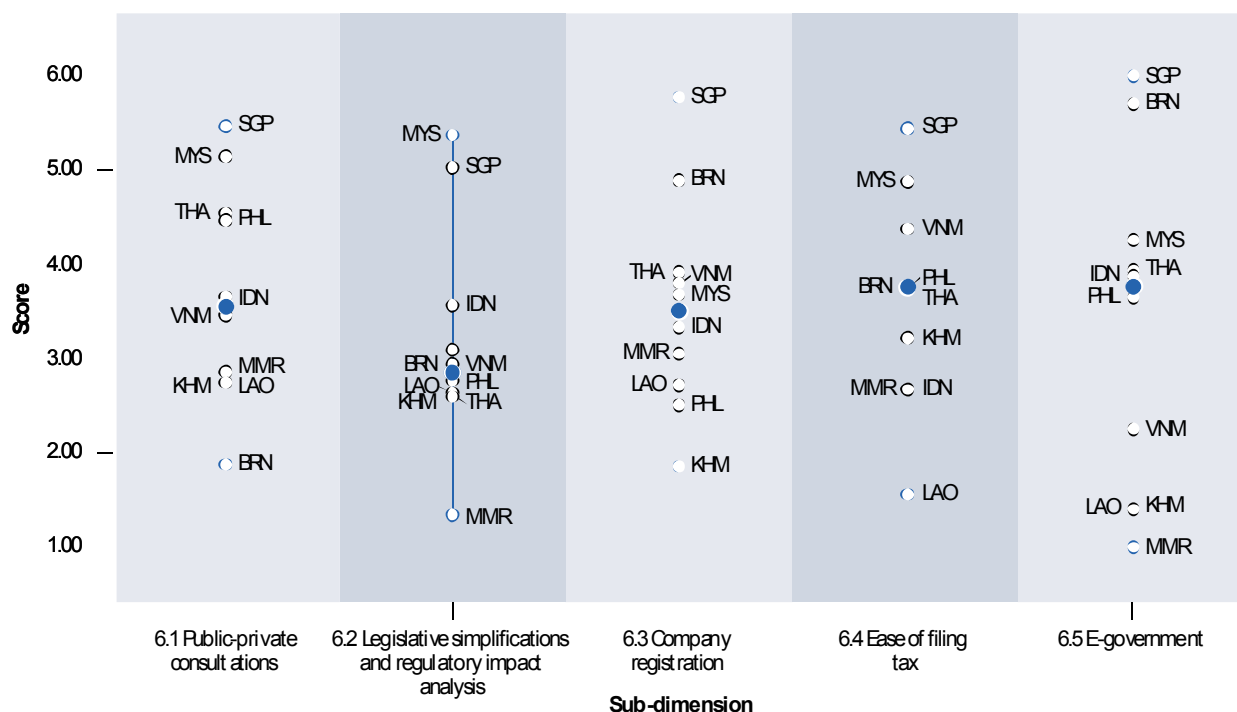 6.00
5.00
4.00
3.00
2.00
1.00
Score
SGP
MYS
THA
PHL
IDN
VNM
MMR
KHM
LAO
BRN
MYS
SGP
IDN
BRN
VNM
LAO
PHL
KHM
THA
MMR
SGP
BRN
THA
VNM
MYS
IDN
MMR
LAO
PHL
KHM
SGP
MYS
VNM
BRN
PHL
THA
KHM
MMR
IDN
LAO
SGP
BRN
MYS
IDN
THA
PHL
VNM
LAO
KHM
MMR
6.1 Public-private
consultations
6.2 Legislative simplifications
and regulatory impact
analysis
6.3 Company
registration
6.4 Ease of filing
tax
6.5 E-government
Sub-dimension